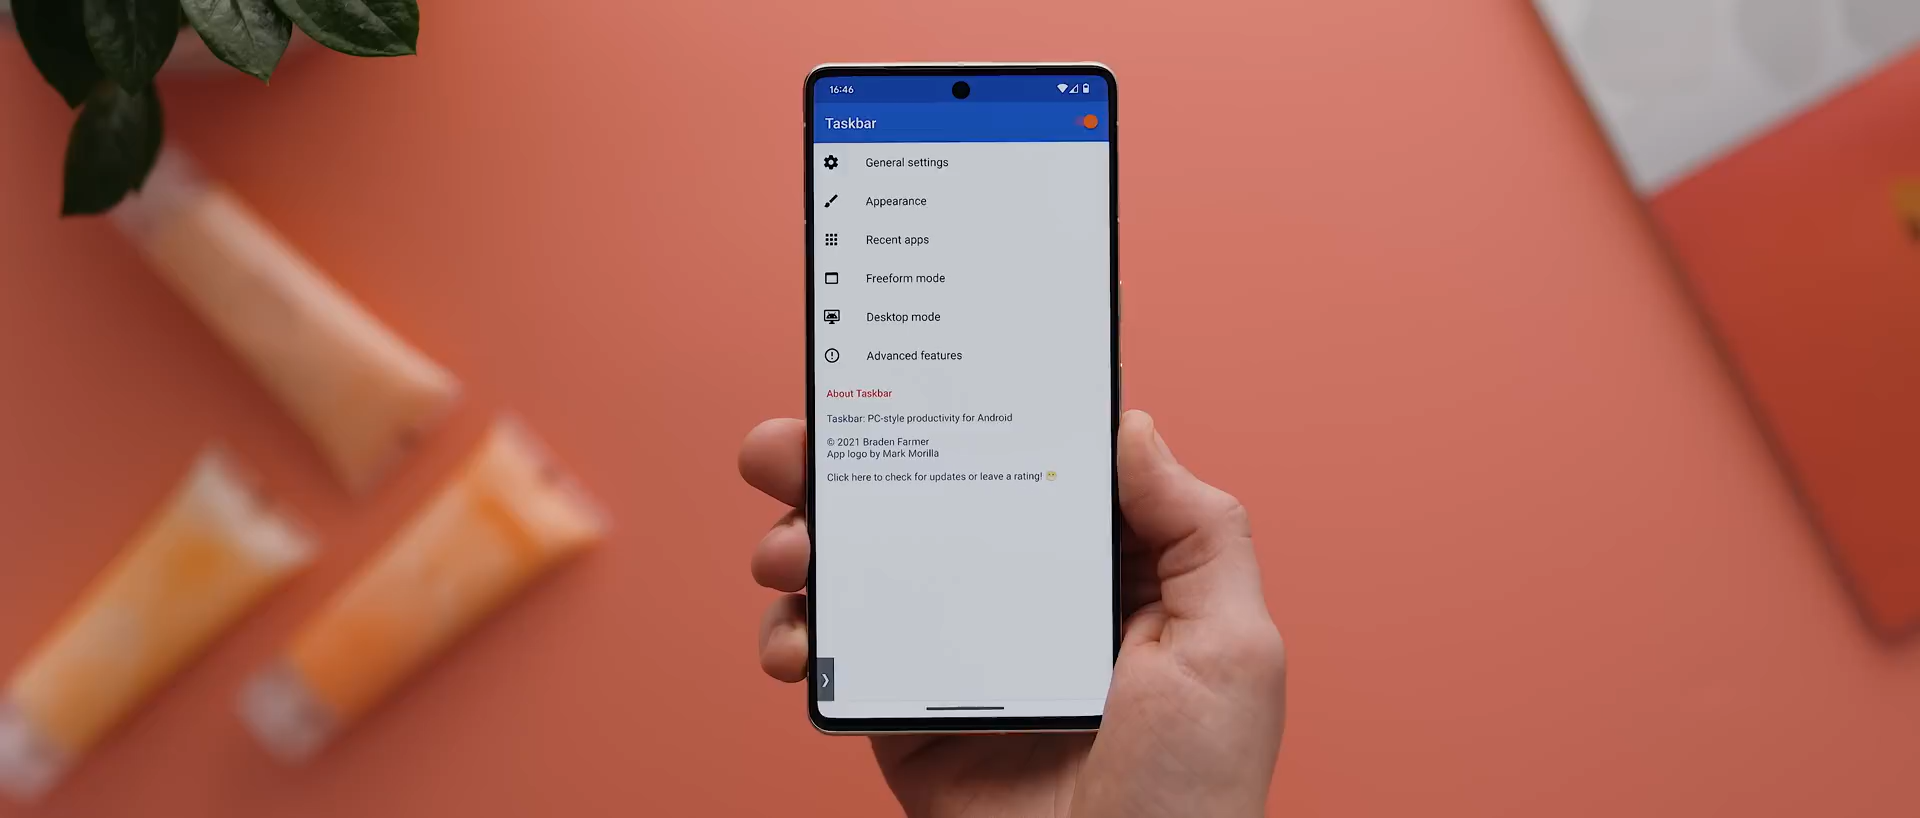 16:46
Taskbar
General settings
Appearance
Recent apps
Freeform mode
Desktop mode
Advanced features
About Taskbar
Taskbar: PC-style productivity for Android
© 2021 Braden Farmer
App logo by Mark Morilla
Click here to check for updates or leave a rating! 😁